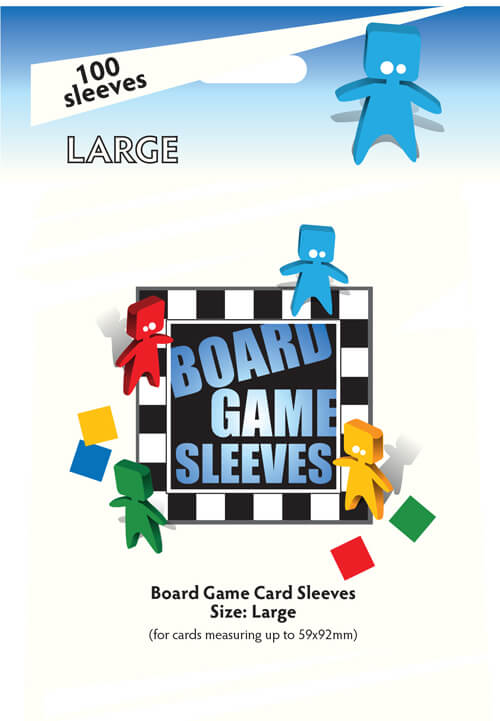 100
sleeves
LARGE
BOARD
GAME
SLEEVES
Board Game Card Sleeves
Size: Large
(for cards measuring up to 59x92mm)